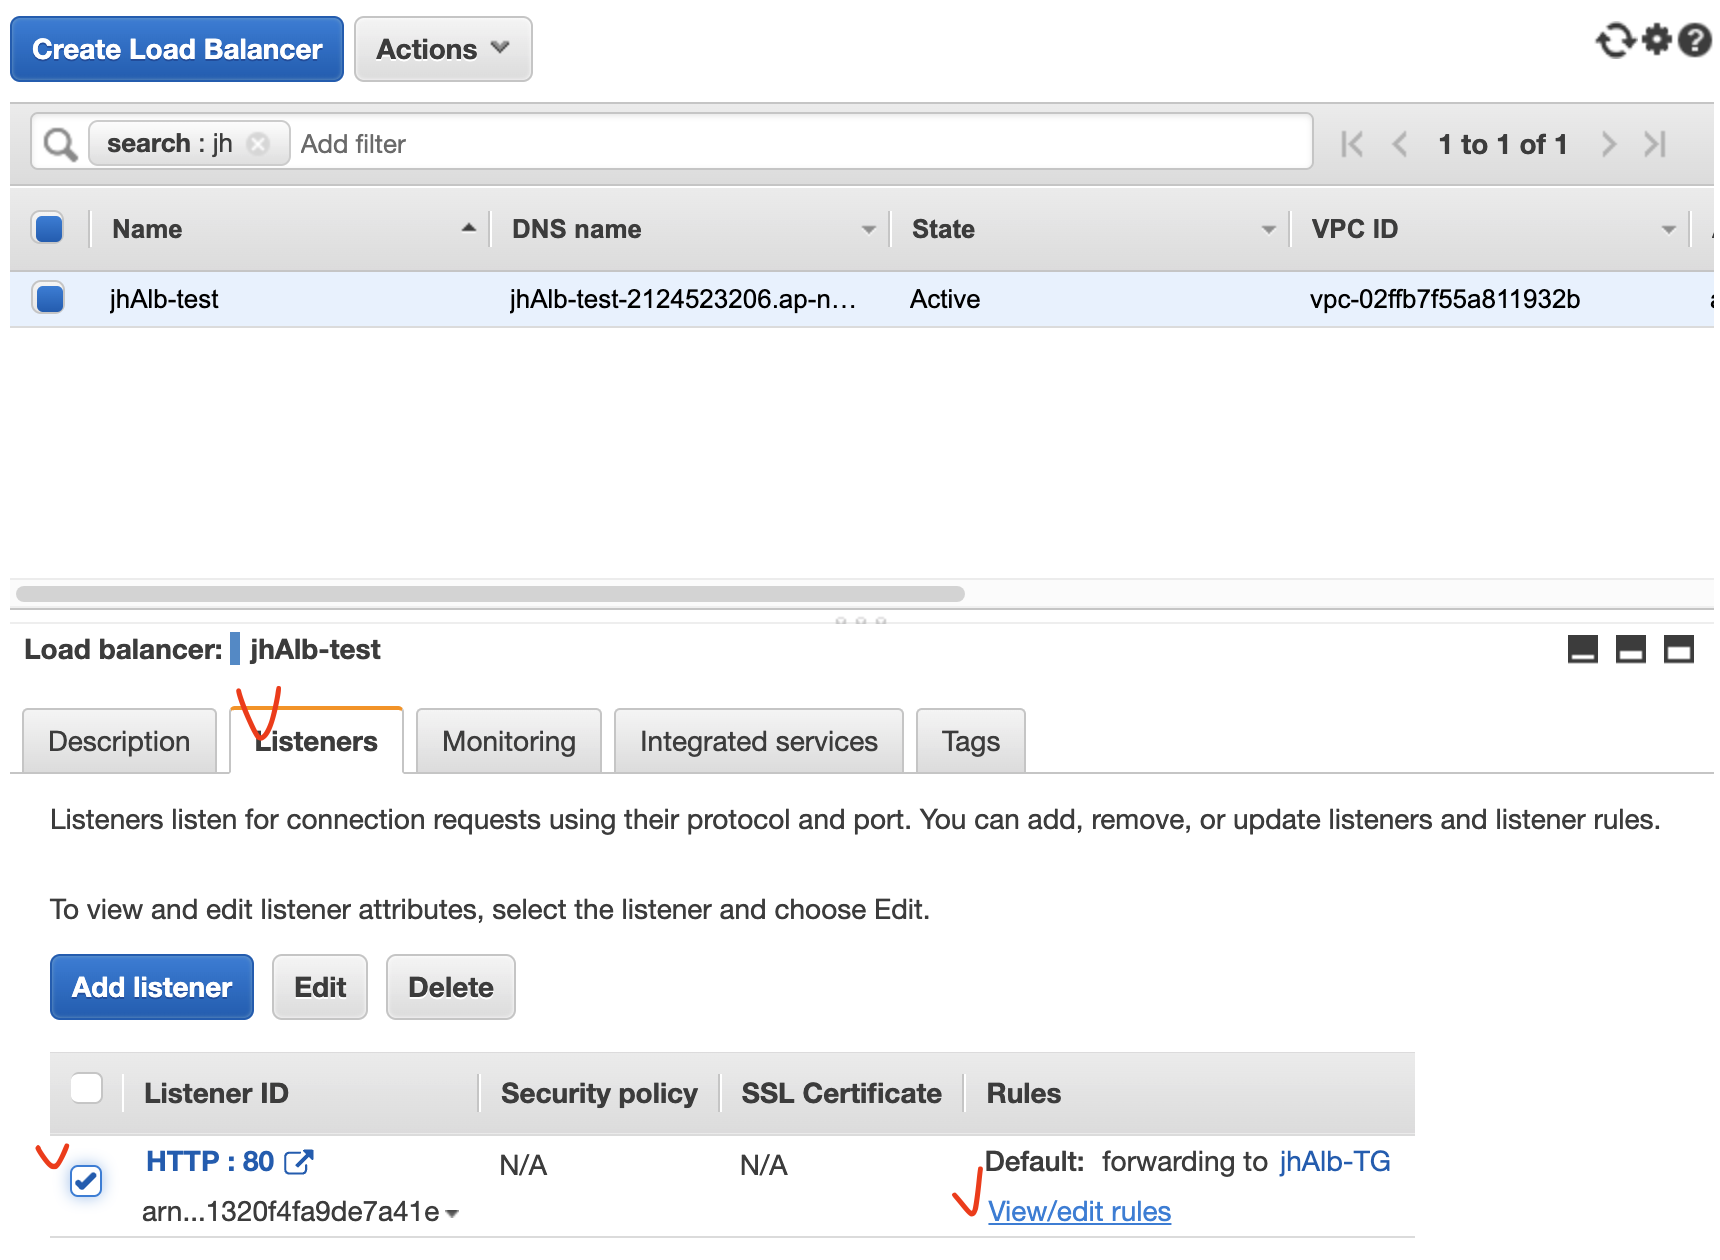 Create Load Balancer Actions
search : jh Add filter 1 to 1 of 1
Name DNS name State VPC ID
jhAlb-test jhAlb-test-2124523206.ap-n... Active vpc-02ffb7f55a811932b
Load balancer: jhAlb-test
Description Listeners Monitoring Integrated services Tags
Listeners listen for connection requests using their protocol and port. You can add, remove, or update listeners and listener rules.
To view and edit listener attributes, select the listener and choose Edit.
Add listener Edit Delete
Listener ID Security policy SSL Certificate Rules
HTTP : 80 N/A N/A Default: forwarding to jhAlb-TG
arn...1320f4fa9de7a41e View/edit rules